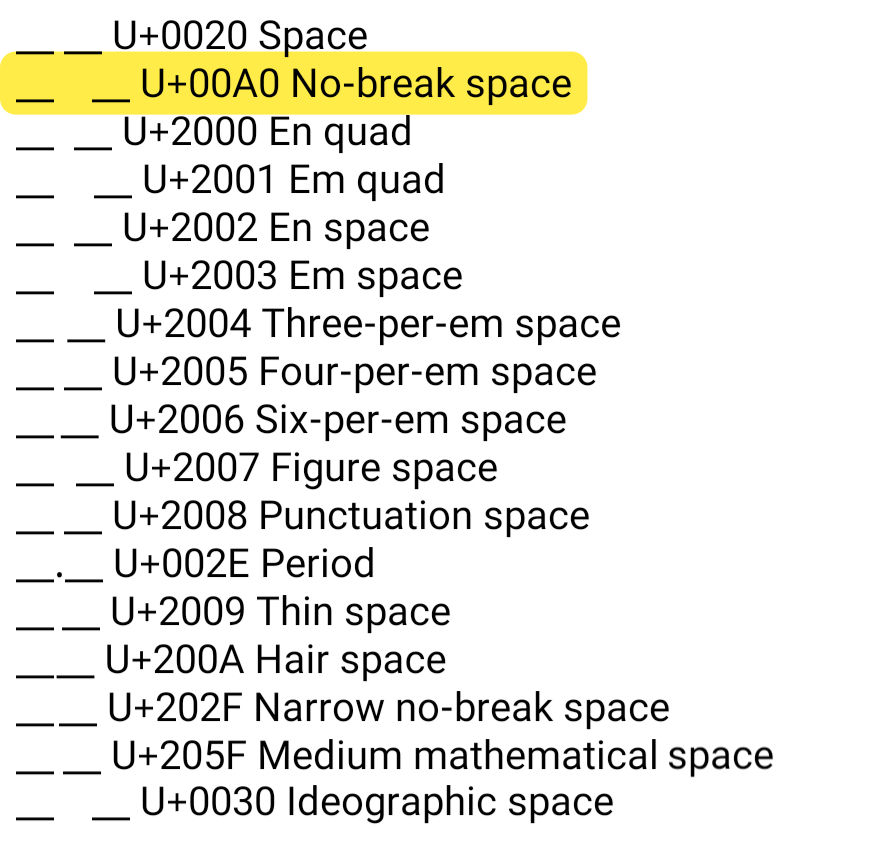 __ __ U+0020 Space
__ __ U+00A0 No-break space
__ __ U+2000 En quad
__ __ U+2001 Em quad
__ __ U+2002 En space
__ __ U+2003 Em space
__ __ U+2004 Three-per-em space
__ __ U+2005 Four-per-em space
__ __ U+2006 Six-per-em space
__ __ U+2007 Figure space
__ __ U+2008 Punctuation space
__.__ U+002E Period
__ __ U+2009 Thin space
__ __ U+200A Hair space
__ __ U+202F Narrow no-break space
__ __ U+205F Medium mathematical space
__ __ U+0030 Ideographic space